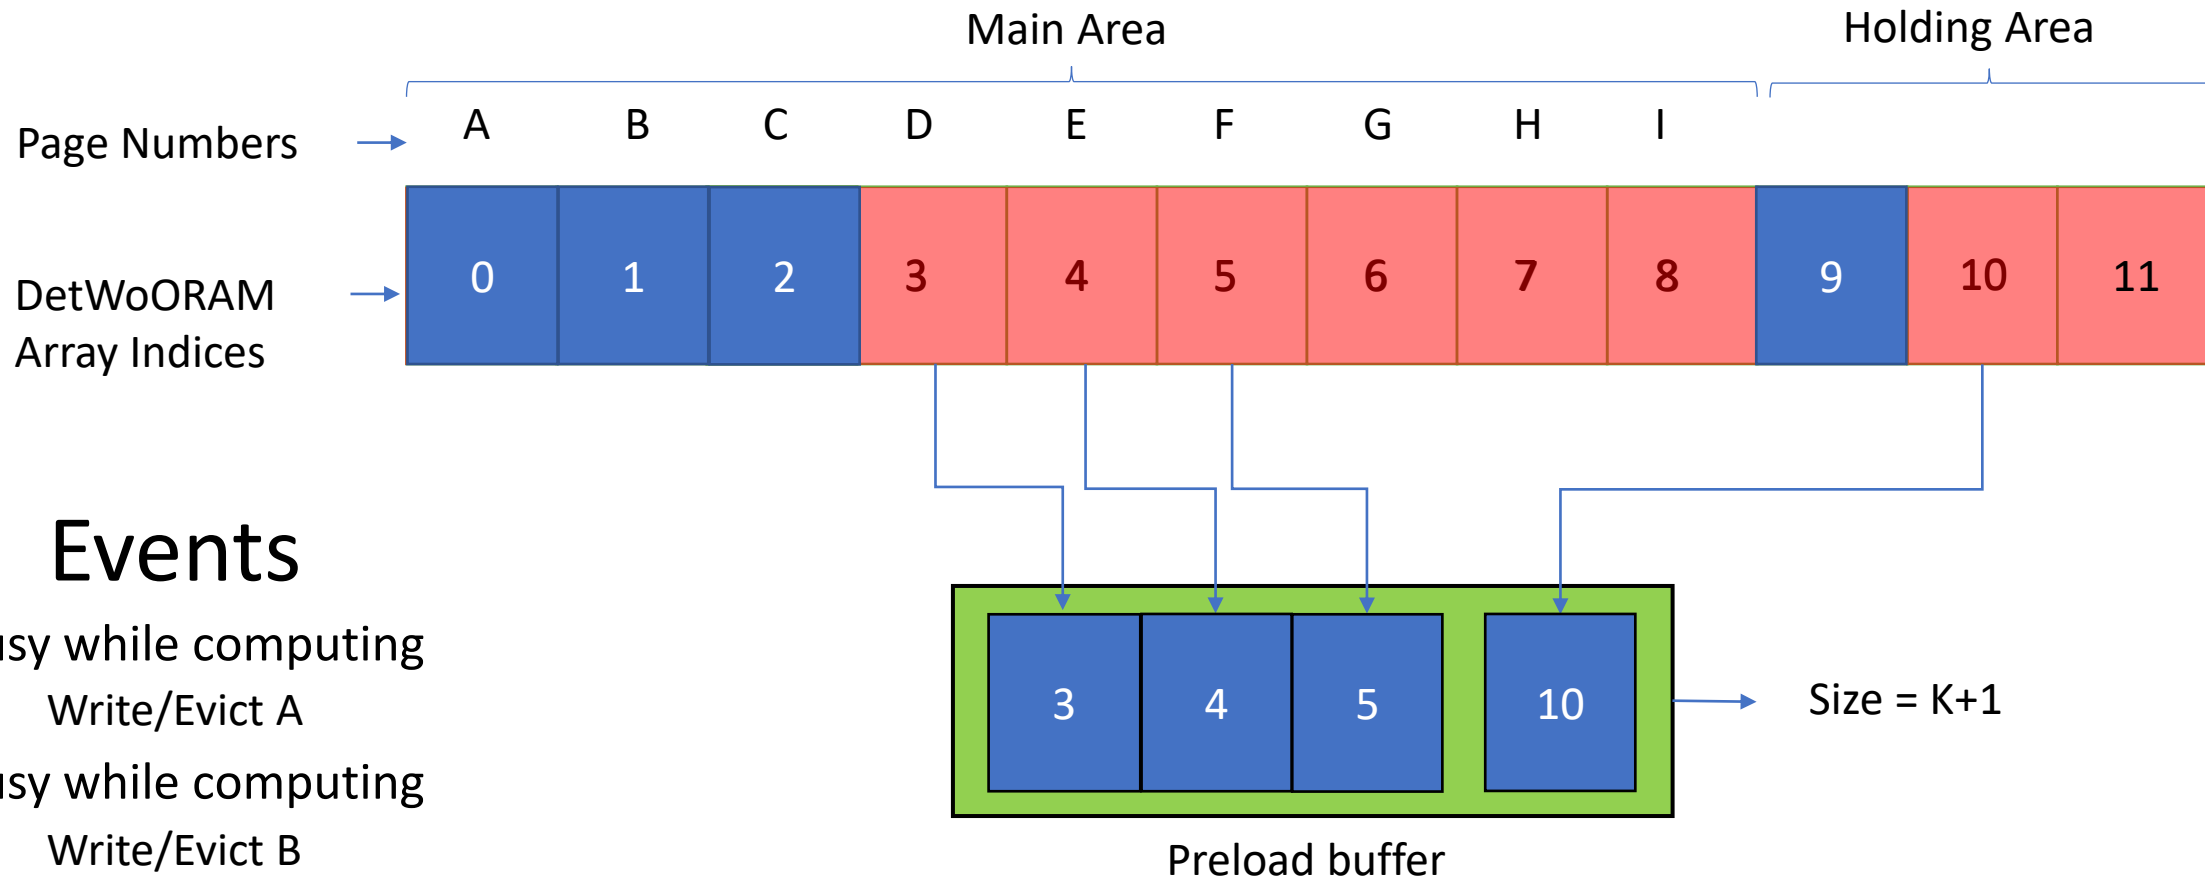 Main Area
Holding Area
Page Numbers
A B C D E F G H I
DetWoORAM
Array Indices
0 1 2 3 4 5 6 7 8 9 10 11
Events
while computing
Write/Evict A
while computing
Write/Evict B
3 4 5 10
Size = K+1
Preload buffer